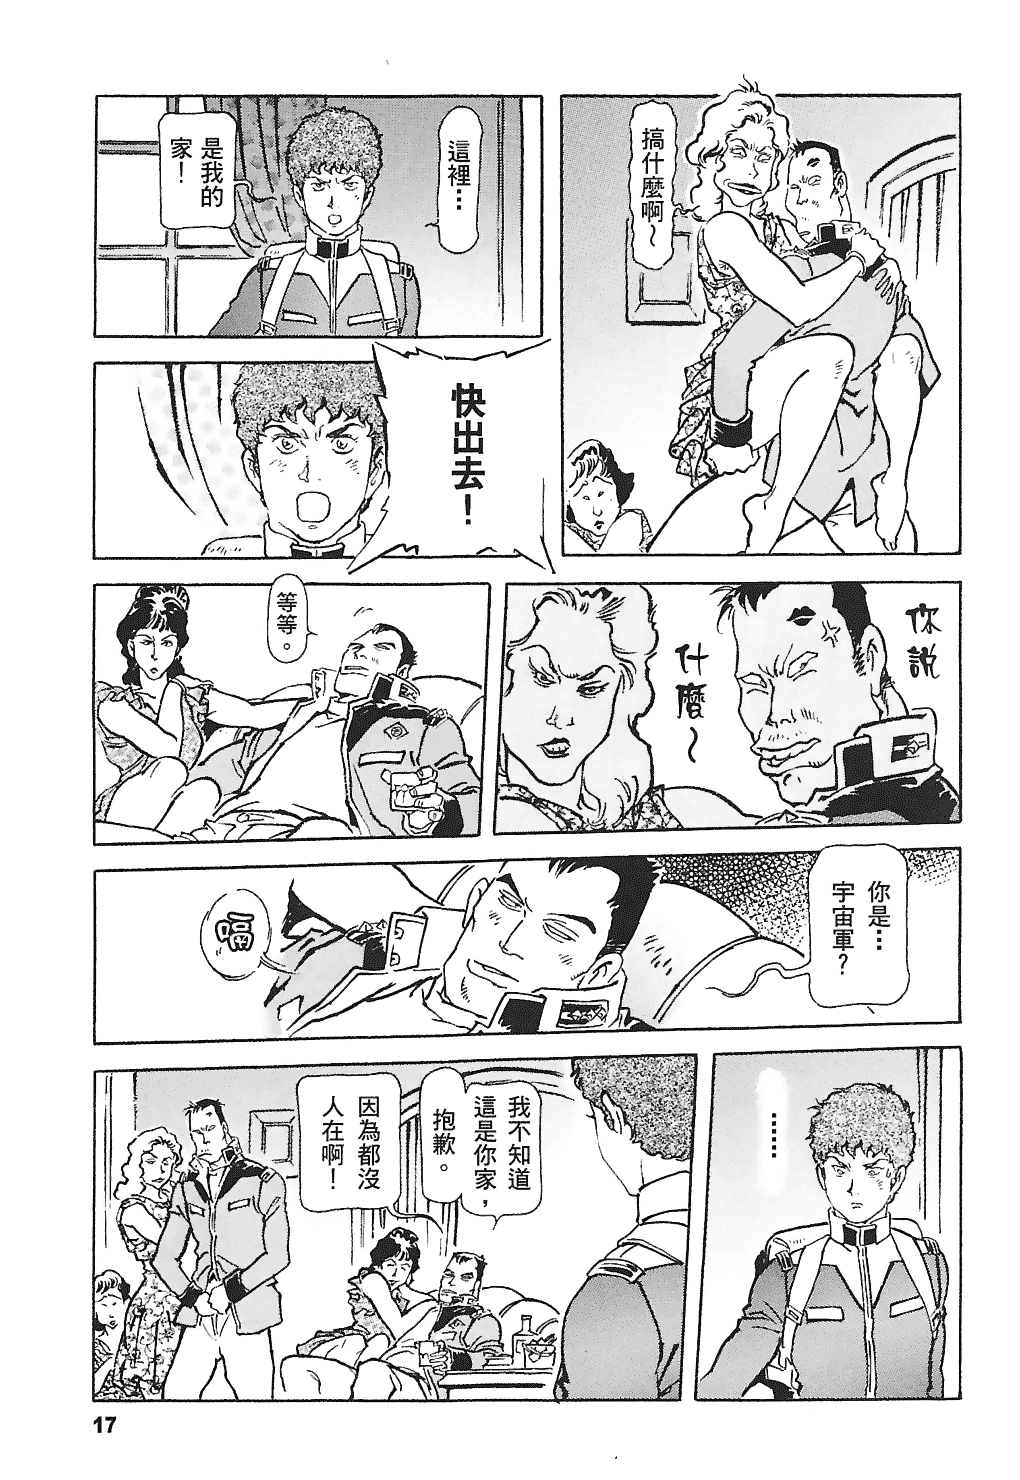 搞什麼啊～
這裡…
是我的
家！
快出去！
你說
什麼～
等等。
你是…
宇宙軍？
嗝
……
我不知道
這是你家，
抱歉。
因為都沒
人在啊！
17